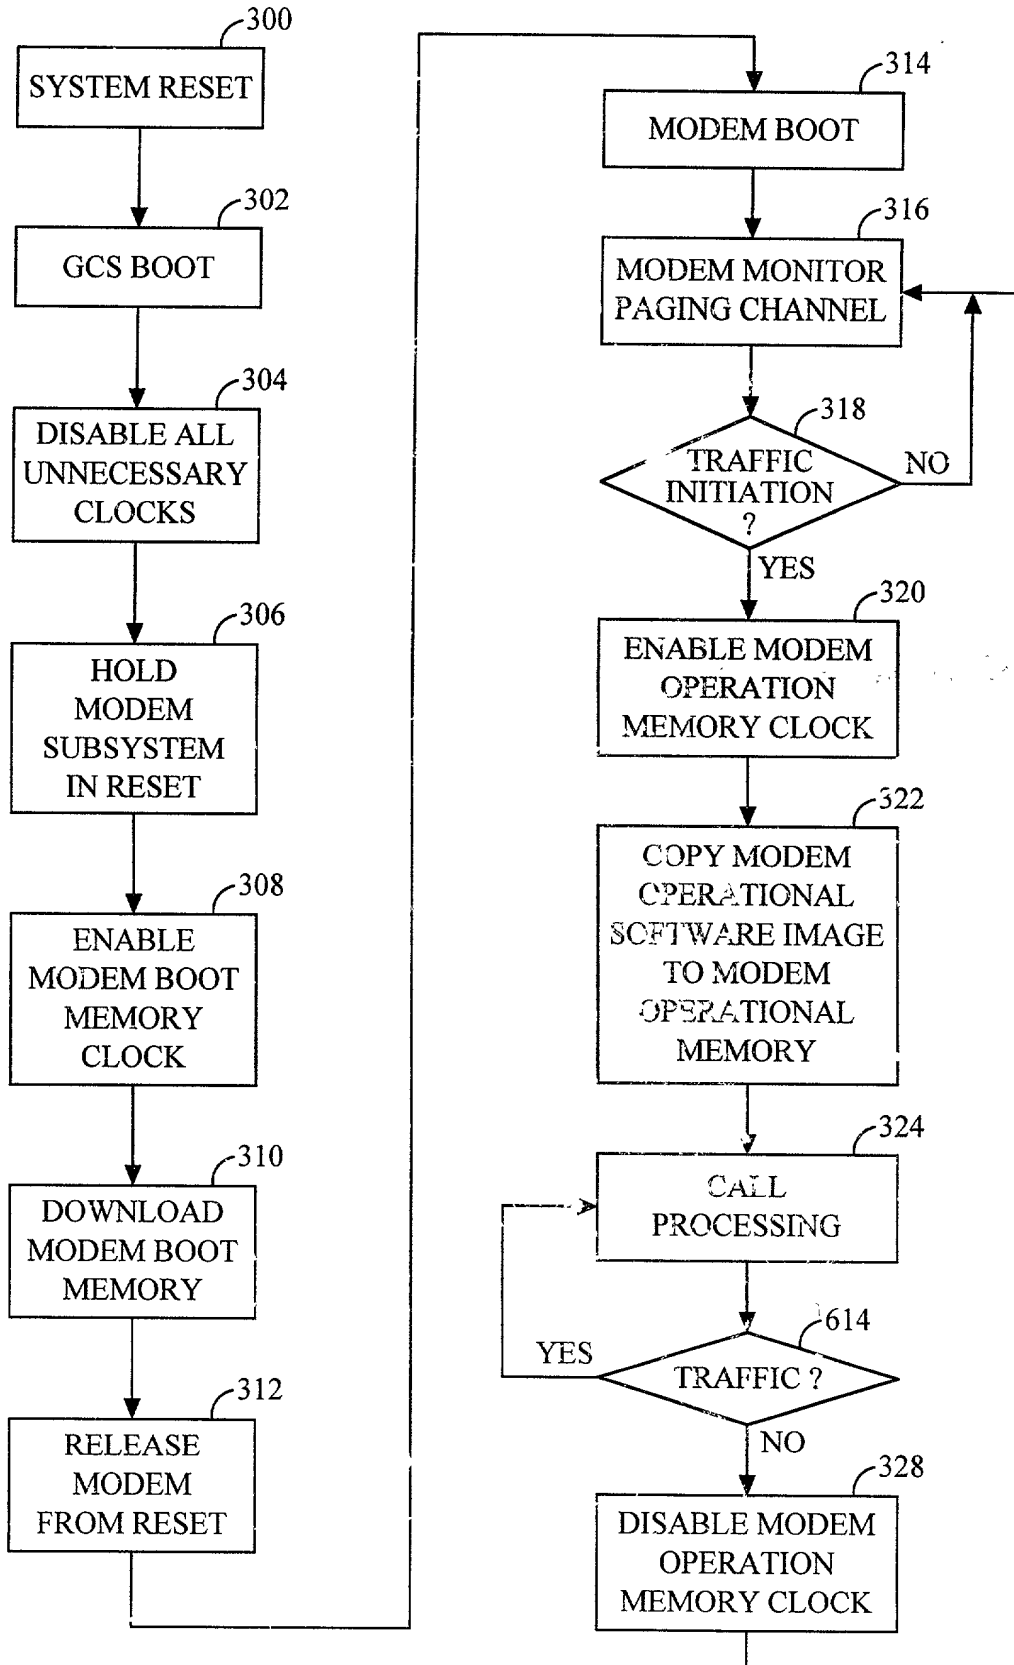 300
SYSTEM RESET
302
GCS BOOT
304
DISABLE ALL
UNNECESSARY
CLOCKS
306
HOLD
MODEM
SUBSYSTEM
IN RESET
308
ENABLE
MODEM BOOT
MEMORY
CLOCK
310
DOWNLOAD
MODEM BOOT
MEMORY
312
RELEASE
MODEM
FROM RESET
314
MODEM BOOT
316
MODEM MONITOR
PAGING CHANNEL
318
TRAFFIC
INITIATION
?
NO
YES
320
ENABLE MODEM
OPERATION
MEMORY CLOCK
322
COPY MODEM
OPERATIONAL
SOFTWARE IMAGE
TO MODEM
OPERATIONAL
MEMORY
324
CALL
PROCESSING
614
TRAFFIC ?
YES
NO
328
DISABLE MODEM
OPERATION
MEMORY CLOCK